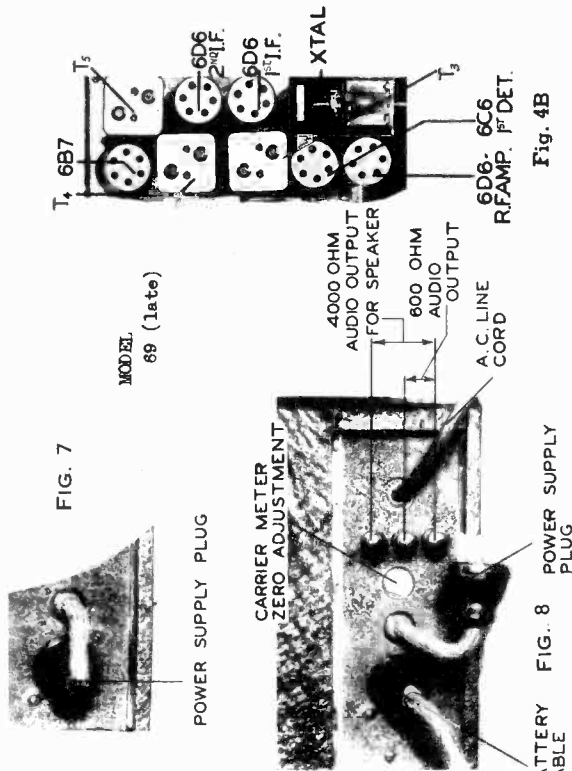 FIG. 7
POWER SUPPLY PLUG
MODEL
69 (late)
T4
6B7
T5
6D6
2ND I.F.
6D6
1ST I.F.
XTAL
T3
6C6
1ST DET.
6D6-
R.F.AMP.
Fig. 4B
CARRIER METER
ZERO ADJUSTMENT
4000 OHM
AUDIO OUTPUT
FOR SPEAKER
600 OHM
AUDIO
OUTPUT
A.C. LINE
CORD
ATTERY
ABLE
FIG. 8
POWER SUPPLY
PLUG